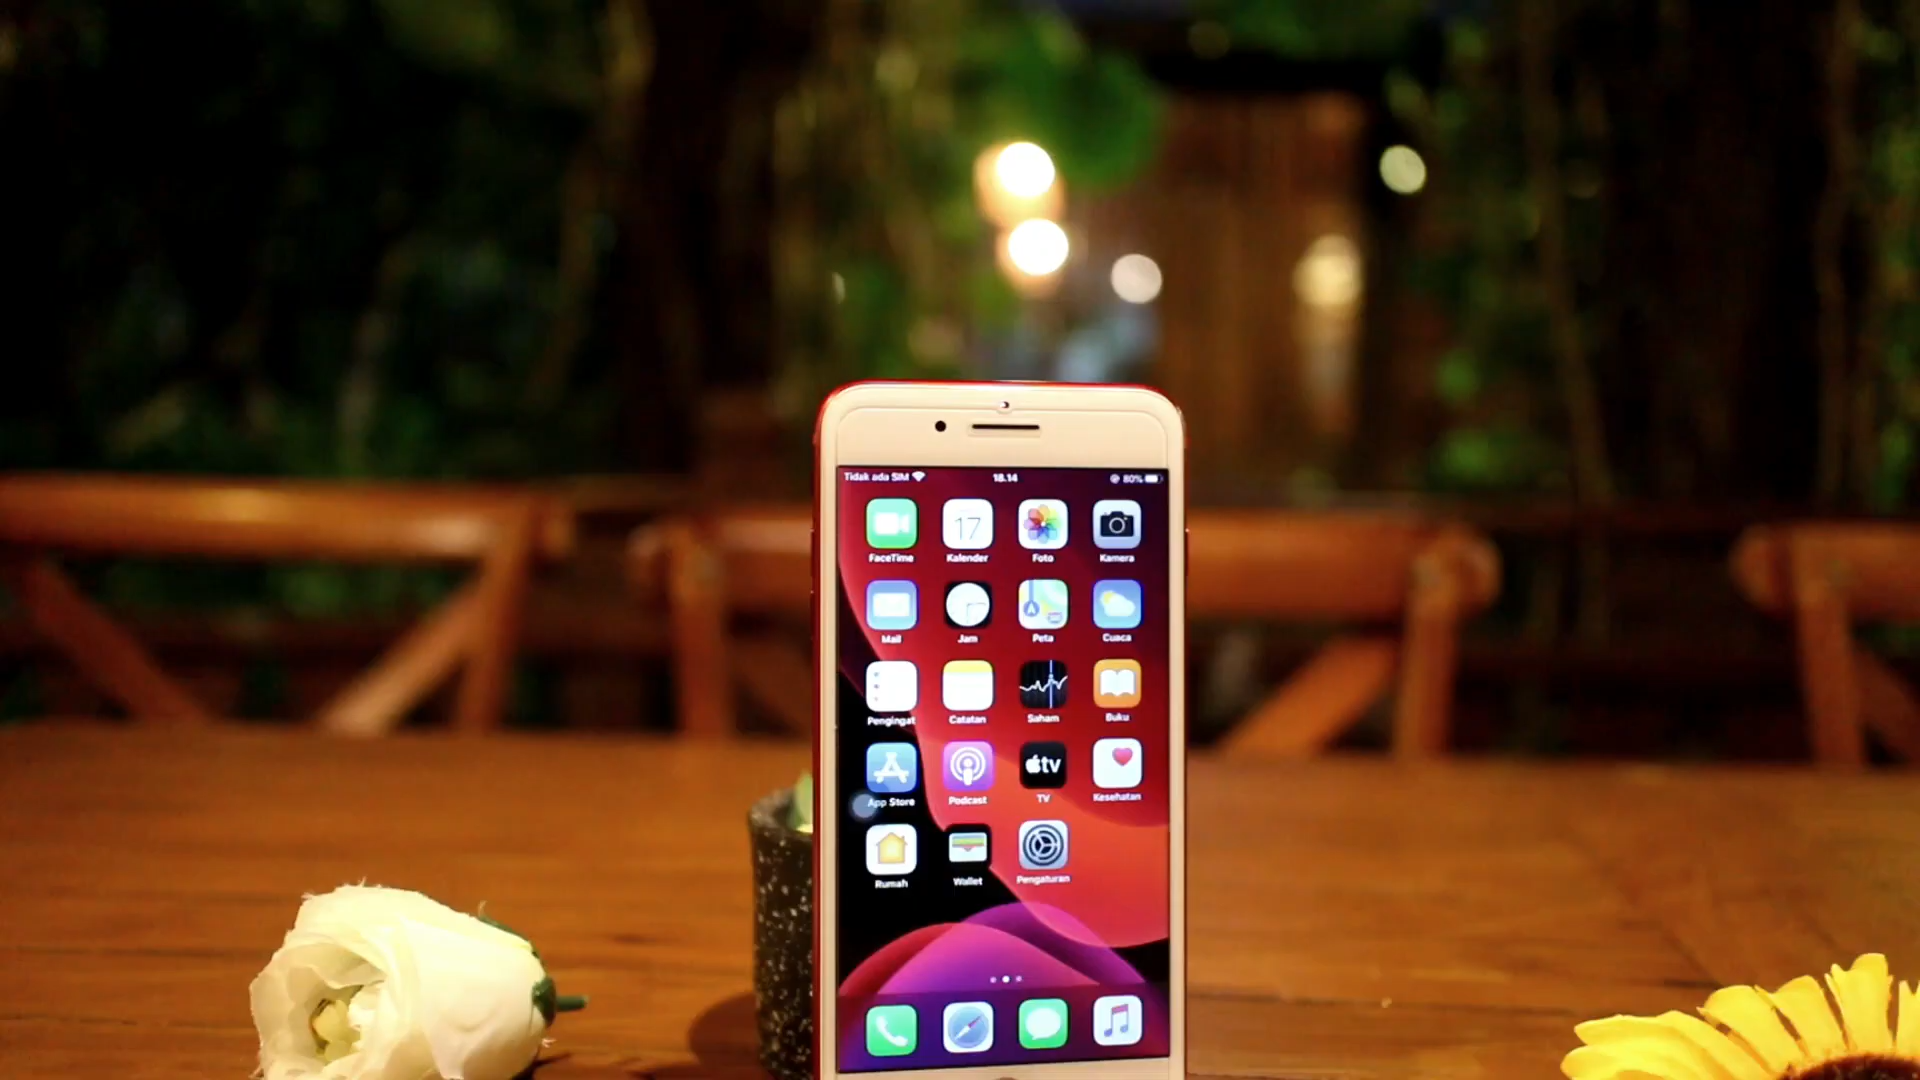 Tidak ada SIM 18.14 80%
FaceTime 17 Kalender Foto Kamera
Mail Jam Peta Cuaca
Pengingat Catatan Saham Buku
App Store Podcast tv TV Kesehatan
Rumah Wallet Pengaturan